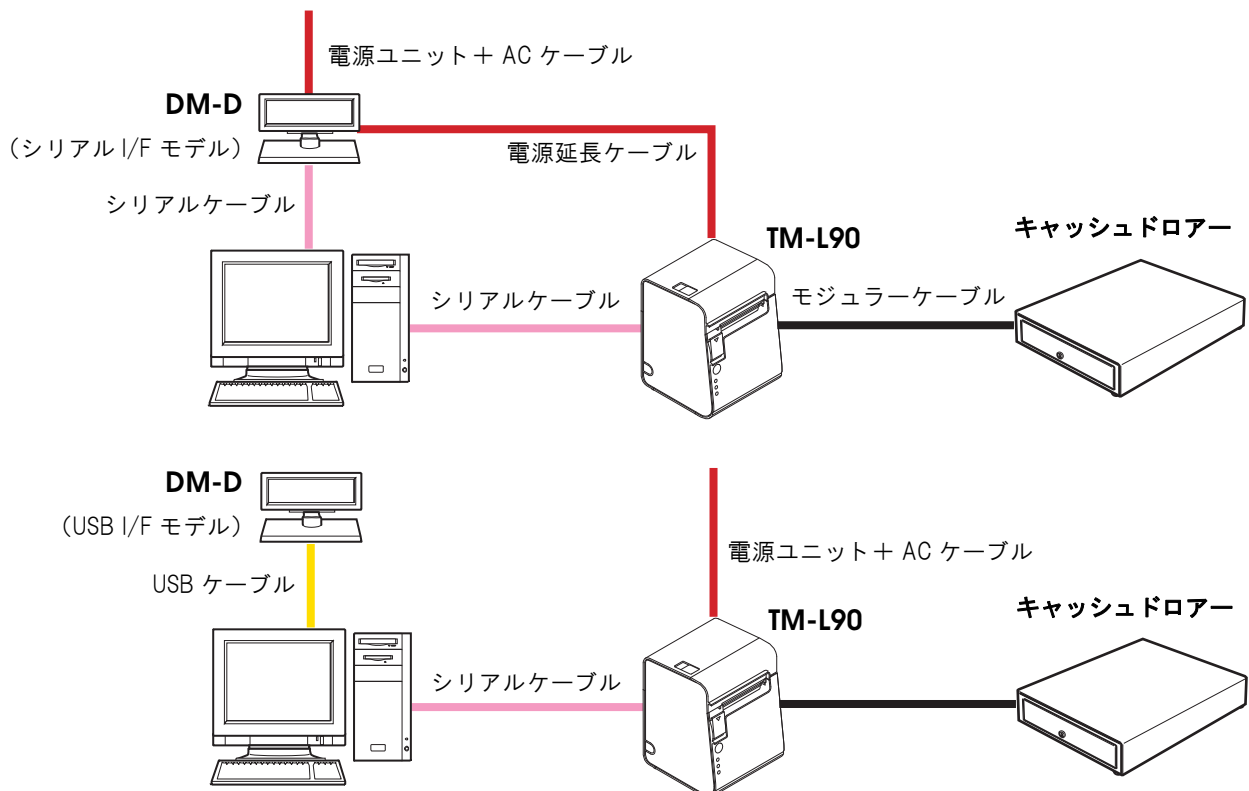 電源ユニット＋ AC ケーブル
DM-D
（シリアル I/F モデル）
電源延長ケーブル
シリアルケーブル
TM-L90
キャッシュドロアー
シリアルケーブル
モジュラーケーブル
DM-D
（USB I/F モデル）
電源ユニット＋ AC ケーブル
USB ケーブル
TM-L90
キャッシュドロアー
シリアルケーブル